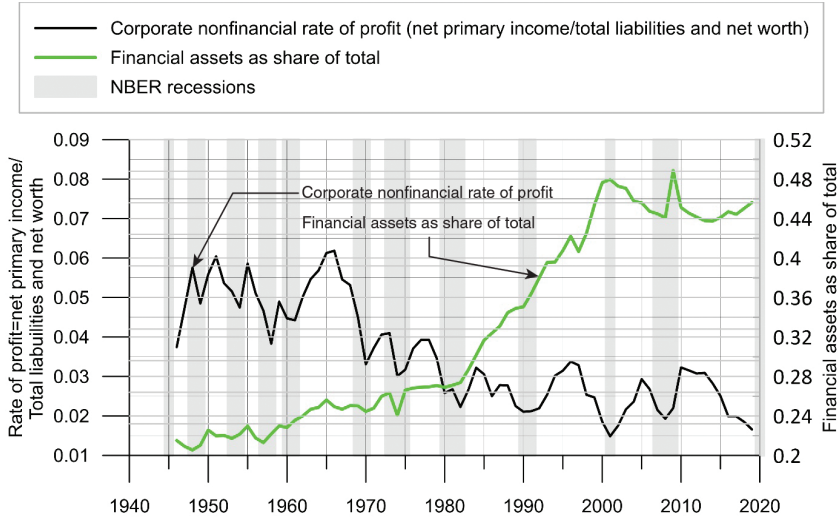 Corporate nonfinancial rate of profit (net primary income/total liabilities and net worth)
Financial assets as share of total
NBER recessions
Rate of profit=net primary income/
Total liabuilities and net worth
0.09
0.08
0.07
0.06
0.05
0.04
0.03
0.02
0.01
Corporate nonfinancial rate of profit
Financial assets as share of total
0.52
0.48
0.44
0.4
0.36
0.32
0.28
0.24
0.2
Financial assets as share of total
1940 1950 1960 1970 1980 1990 2000 2010 2020